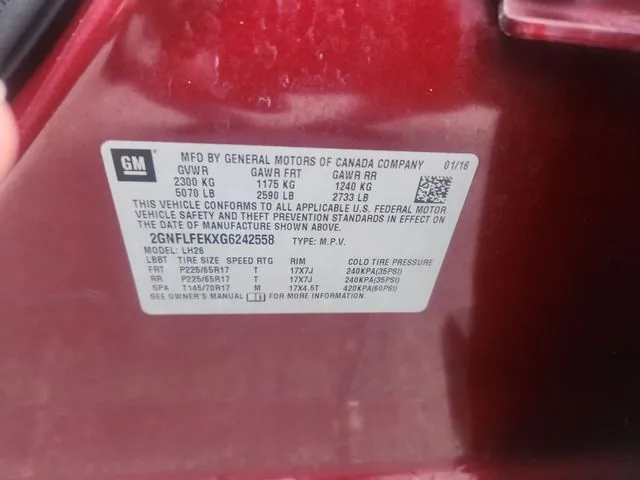 GM
MFD BY GENERAL MOTORS OF CANADA COMPANY 01/16
GVWR GAWR FRT GAWR RR
2300 KG 1175 KG 1240 KG
5070 LB 2590 LB 2733 LB
THIS VEHICLE CONFORMS TO ALL APPLICABLE U.S. FEDERAL MOTOR
VEHICLE SAFETY AND THEFT PREVENTION STANDARDS IN EFFECT ON
THE DATE OF MANUFACTURE SHOWN ABOVE.
2GNFLFEKXG6242558 TYPE: M.P.V.
MODEL: LH26
LBBT TIRE SIZE SPEED RTG RIM COLD TIRE PRESSURE
FRT P225/65R17 T 17X7J 240KPA(35PSI)
RR P225/65R17 T 17X7J 240KPA(35PSI)
SPA T145/70R17 M 17X4.5T 420KPA(60PSI)
SEE OWNER'S MANUAL FOR MORE INFORMATION.